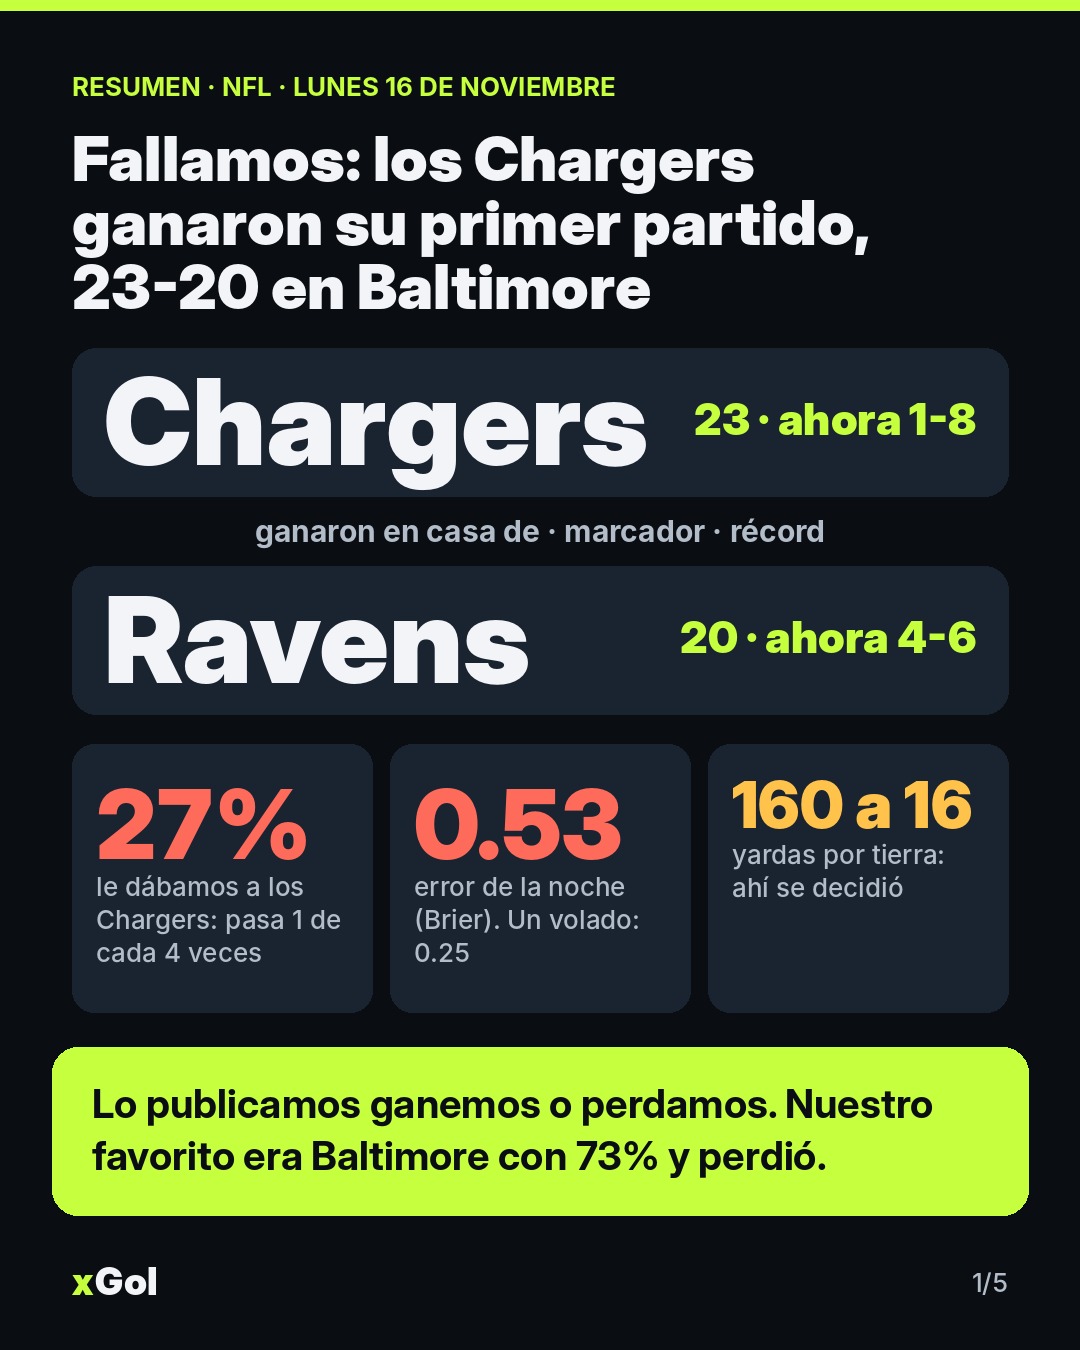 RESUMEN · NFL · LUNES 16 DE NOVIEMBRE
Fallamos: los Chargers
ganaron su primer partido,
23-20 en Baltimore
Chargers 23 · ahora 1-8
ganaron en casa de · marcador · récord
Ravens 20 · ahora 4-6
27%
le dábamos a los
Chargers: pasa 1 de
cada 4 veces
0.53
error de la noche
(Brier). Un volado:
0.25
160 a 16
yardas por tierra:
ahí se decidió
Lo publicamos ganemos o perdamos. Nuestro
favorito era Baltimore con 73% y perdió.
xGol
1/5